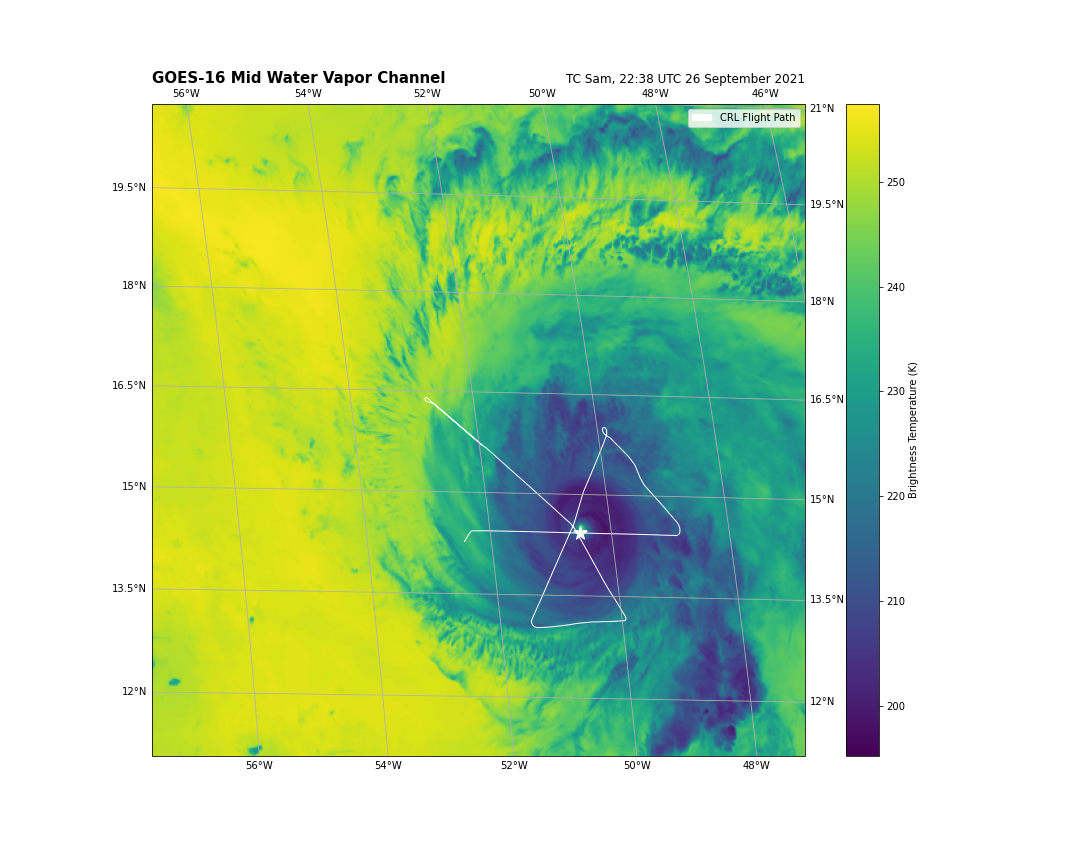 GOES-16 Mid Water Vapor Channel
TC Sam, 22:38 UTC 26 September 2021
56°W 54°W 52°W 50°W 48°W 46°W
21°N
CRL Flight Path
250
19.5°N
19.5°N
240
18°N
18°N
230
16.5°N
16.5°N
Brightness Temperature (K)
220
15°N
15°N
210
13.5°N
13.5°N
200
12°N
12°N
56°W 54°W 52°W 50°W 48°W